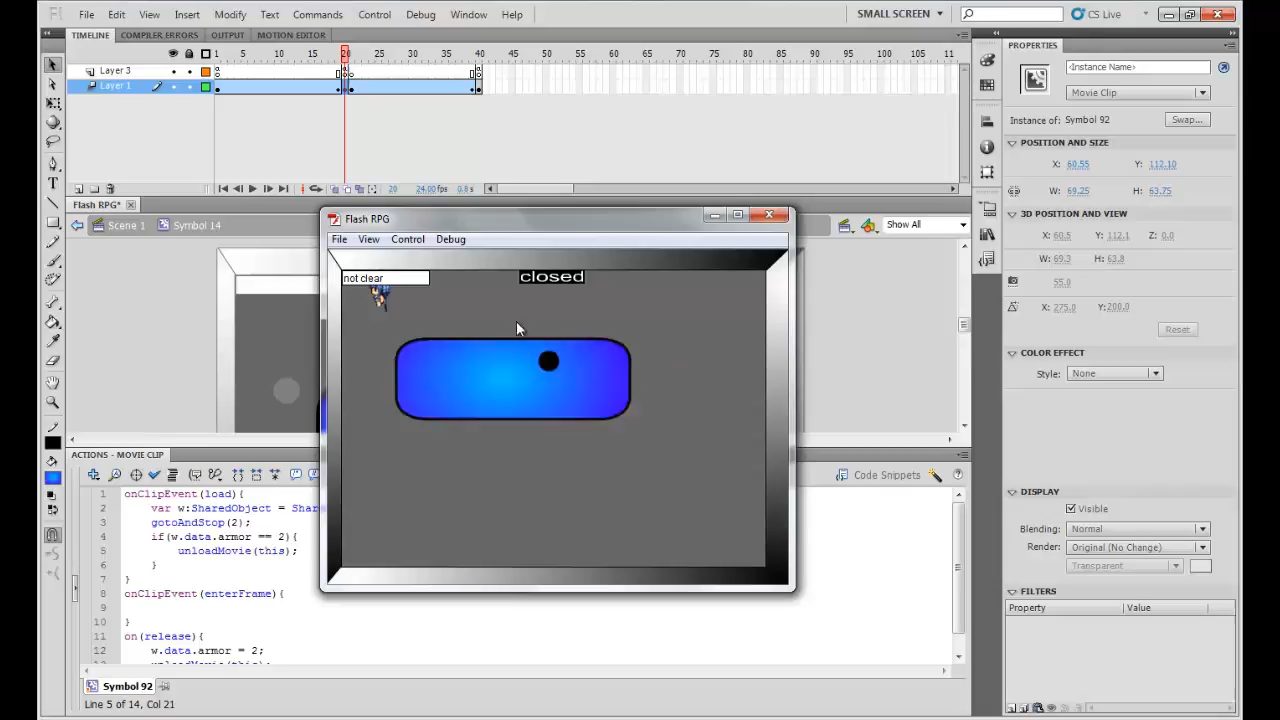 Fl File Edit View Insert Modify Text Commands Control Debug Window Help SMALL SCREEN CS Live
TIMELINE COMPILER ERRORS OUTPUT MOTION EDITOR
1 5 10 15 20 25 30 35 40 45 50 55 60 65 70 75 80 85 90 95 100 105 11
Layer 3
Layer 1
20 24.00 fps 0.8 s
Flash RPG*
Scene 1 Symbol 14 Show All
Flash RPG
File View Control Debug
not clear
closed
ACTIONS - MOVIE CLIP
Code Snippets
1 onClipEvent(load){
2 var w:SharedObject = Shar
3 gotoAndStop(2);
4 if(w.data.armor == 2){
5 unloadMovie(this);
6 }
7 }
8 onClipEvent(enterFrame){
9
10 }
11 on(release){
12 w.data.armor = 2;
Symbol 92
Line 5 of 14, Col 21
PROPERTIES
<Instance Name>
Movie Clip
Instance of: Symbol 92 Swap...
POSITION AND SIZE
X: 60.55 Y: 112.10
W: 69.25 H: 63.75
3D POSITION AND VIEW
X: 60.5 Y: 112.1 Z: 0.0
W: 69.3 H: 63.8
55.0
X: 275.0 Y: 200.0
Reset
COLOR EFFECT
Style: None
DISPLAY
Visible
Blending: Normal
Render: Original (No Change)
Transparent
FILTERS
Property Value